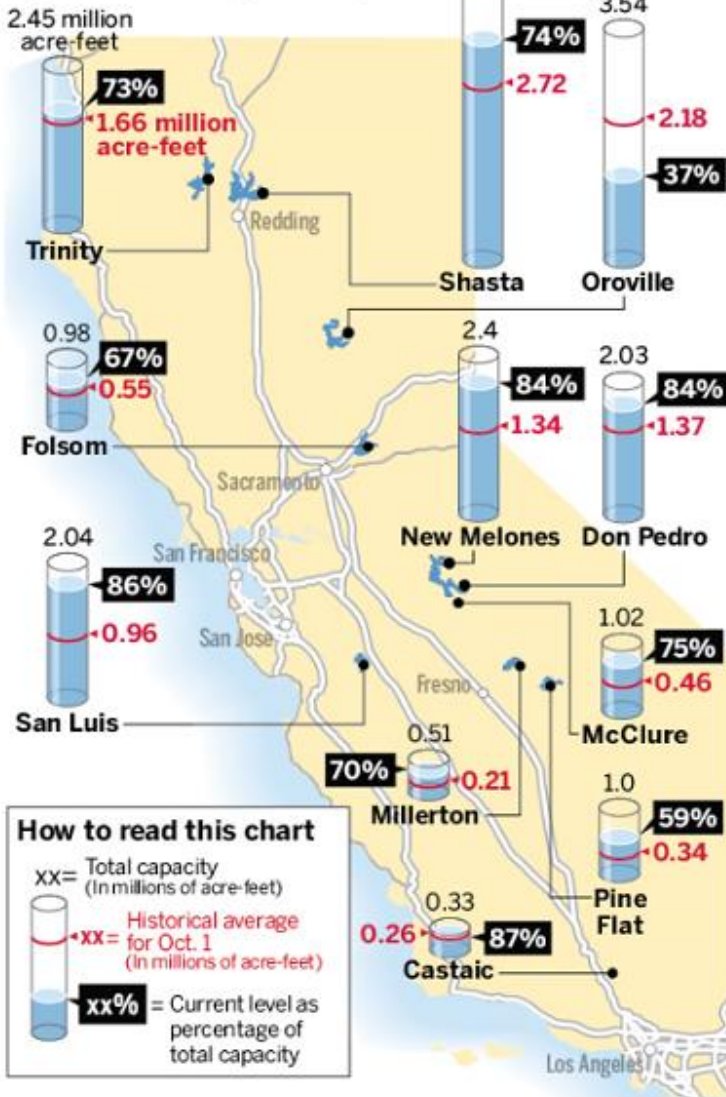 2.45 million
acre-feet
73%
1.66 million
acre-feet
Trinity
74%
2.72
Shasta
3.54
2.18
37%
Oroville
Redding
0.98
67%
0.55
Folsom
Sacramento
2.4
84%
1.34
New Melones
2.03
84%
1.37
Don Pedro
2.04
86%
0.96
San Luis
San Francisco
San Jose
Fresno
1.02
75%
0.46
McClure
0.51
70%
0.21
Millerton
1.0
59%
0.34
Pine
Flat
0.33
0.26
87%
Castaic
Los Angeles
How to read this chart
xx= Total capacity
(In millions of acre-feet)
xx= Historical average
for Oct. 1
(In millions of acre-feet)
xx% = Current level as
percentage of
total capacity